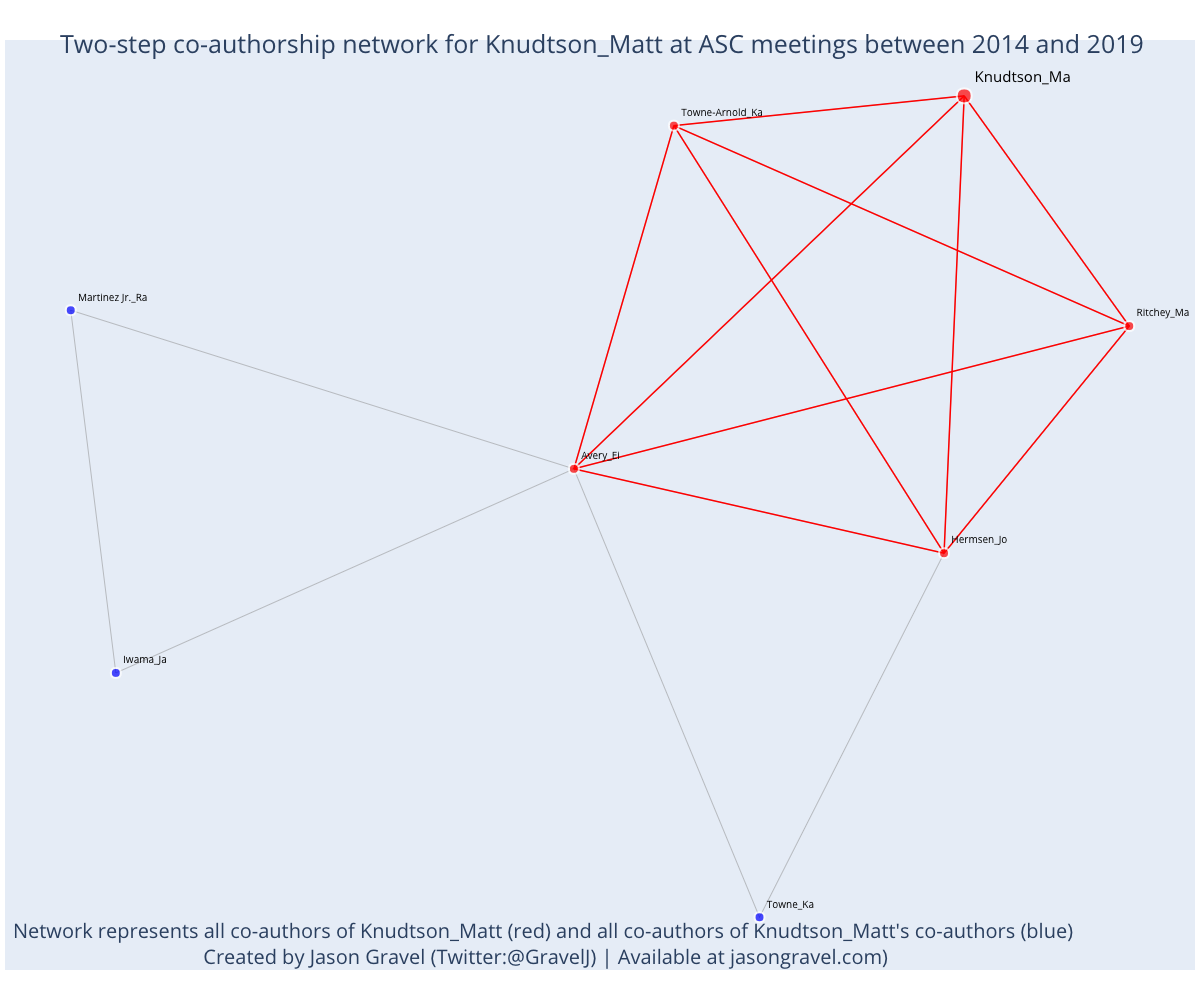 Two-step co-authorship network for Knudtson_Matt at ASC meetings between 2014 and 2019
Knudtson_Ma
Towne-Arnold_Ka
Martinez Jr._Ra
Ritchey_Ma
Avery_Ei
Hermsen_Jo
Iwama_Ja
Towne_Ka
Network represents all co-authors of Knudtson_Matt (red) and all co-authors of Knudtson_Matt's co-authors (blue)
Created by Jason Gravel (Twitter:@GravelJ) | Available at jasongravel.com)